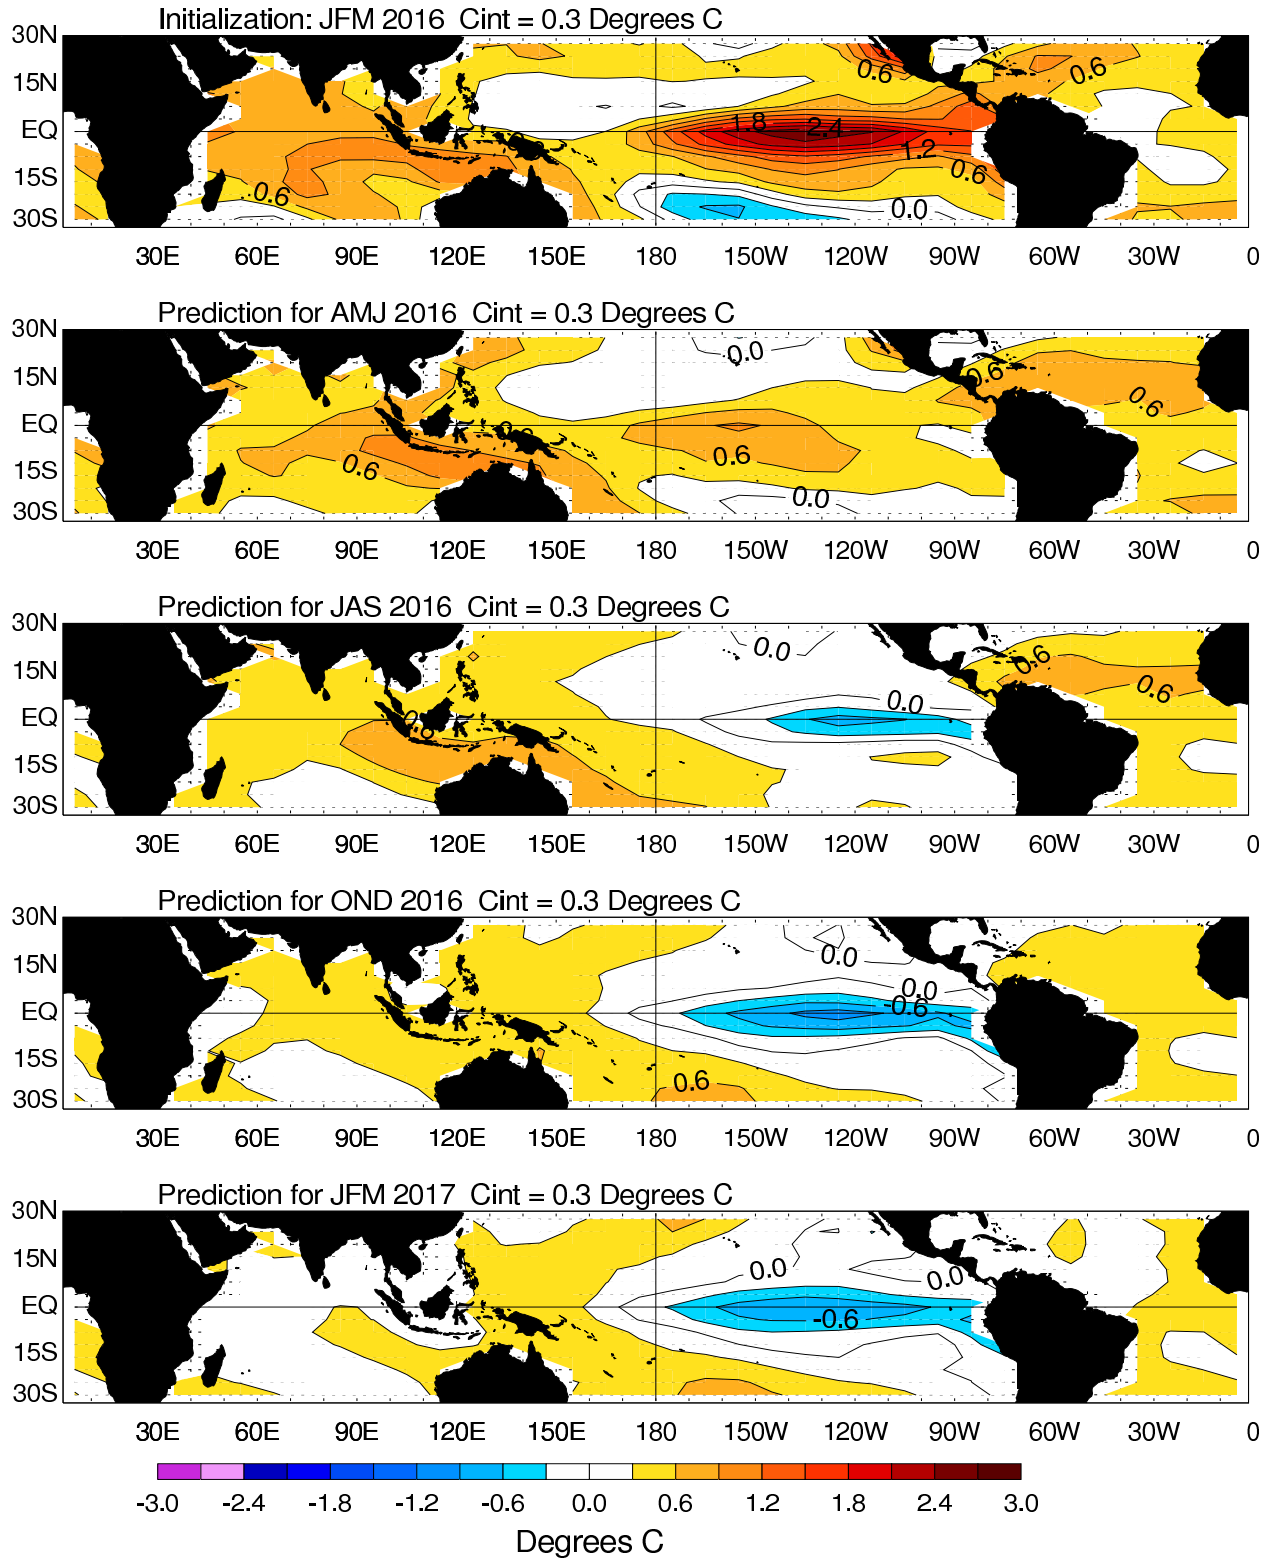 Initialization: JFM 2016 Cint = 0.3 Degrees C
30N
15N
EQ
15S
30S
0.6
0.6
1.8
2.4
1.2
0.6
0.6
0.0
30E 60E 90E 120E 150E 180 150W 120W 90W 60W 30W 0
Prediction for AMJ 2016 Cint = 0.3 Degrees C
30N
15N
EQ
15S
30S
0.0
0.6
0.6
0.6
0.6
0.0
30E 60E 90E 120E 150E 180 150W 120W 90W 60W 30W 0
Prediction for JAS 2016 Cint = 0.3 Degrees C
30N
15N
EQ
15S
30S
0.0
0.6
0.6
0.0
0.6
30E 60E 90E 120E 150E 180 150W 120W 90W 60W 30W 0
Prediction for OND 2016 Cint = 0.3 Degrees C
30N
15N
EQ
15S
30S
0.0
0.0
-0.6
0.6
30E 60E 90E 120E 150E 180 150W 120W 90W 60W 30W 0
Prediction for JFM 2017 Cint = 0.3 Degrees C
30N
15N
EQ
15S
30S
0.0
0.0
-0.6
30E 60E 90E 120E 150E 180 150W 120W 90W 60W 30W 0
-3.0 -2.4 -1.8 -1.2 -0.6 0.0 0.6 1.2 1.8 2.4 3.0
Degrees C